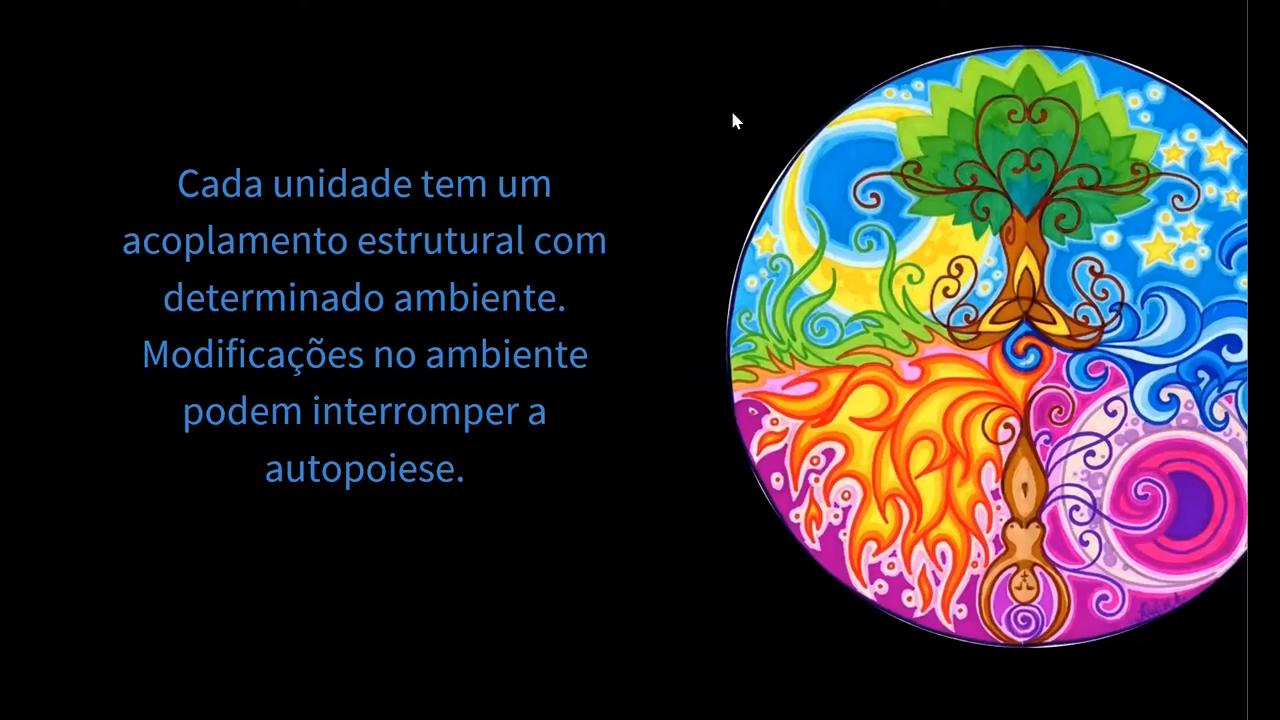 Cada unidade tem um
acoplamento estrutural com
determinado ambiente.
Modificações no ambiente
podem interromper a
autopoiese.